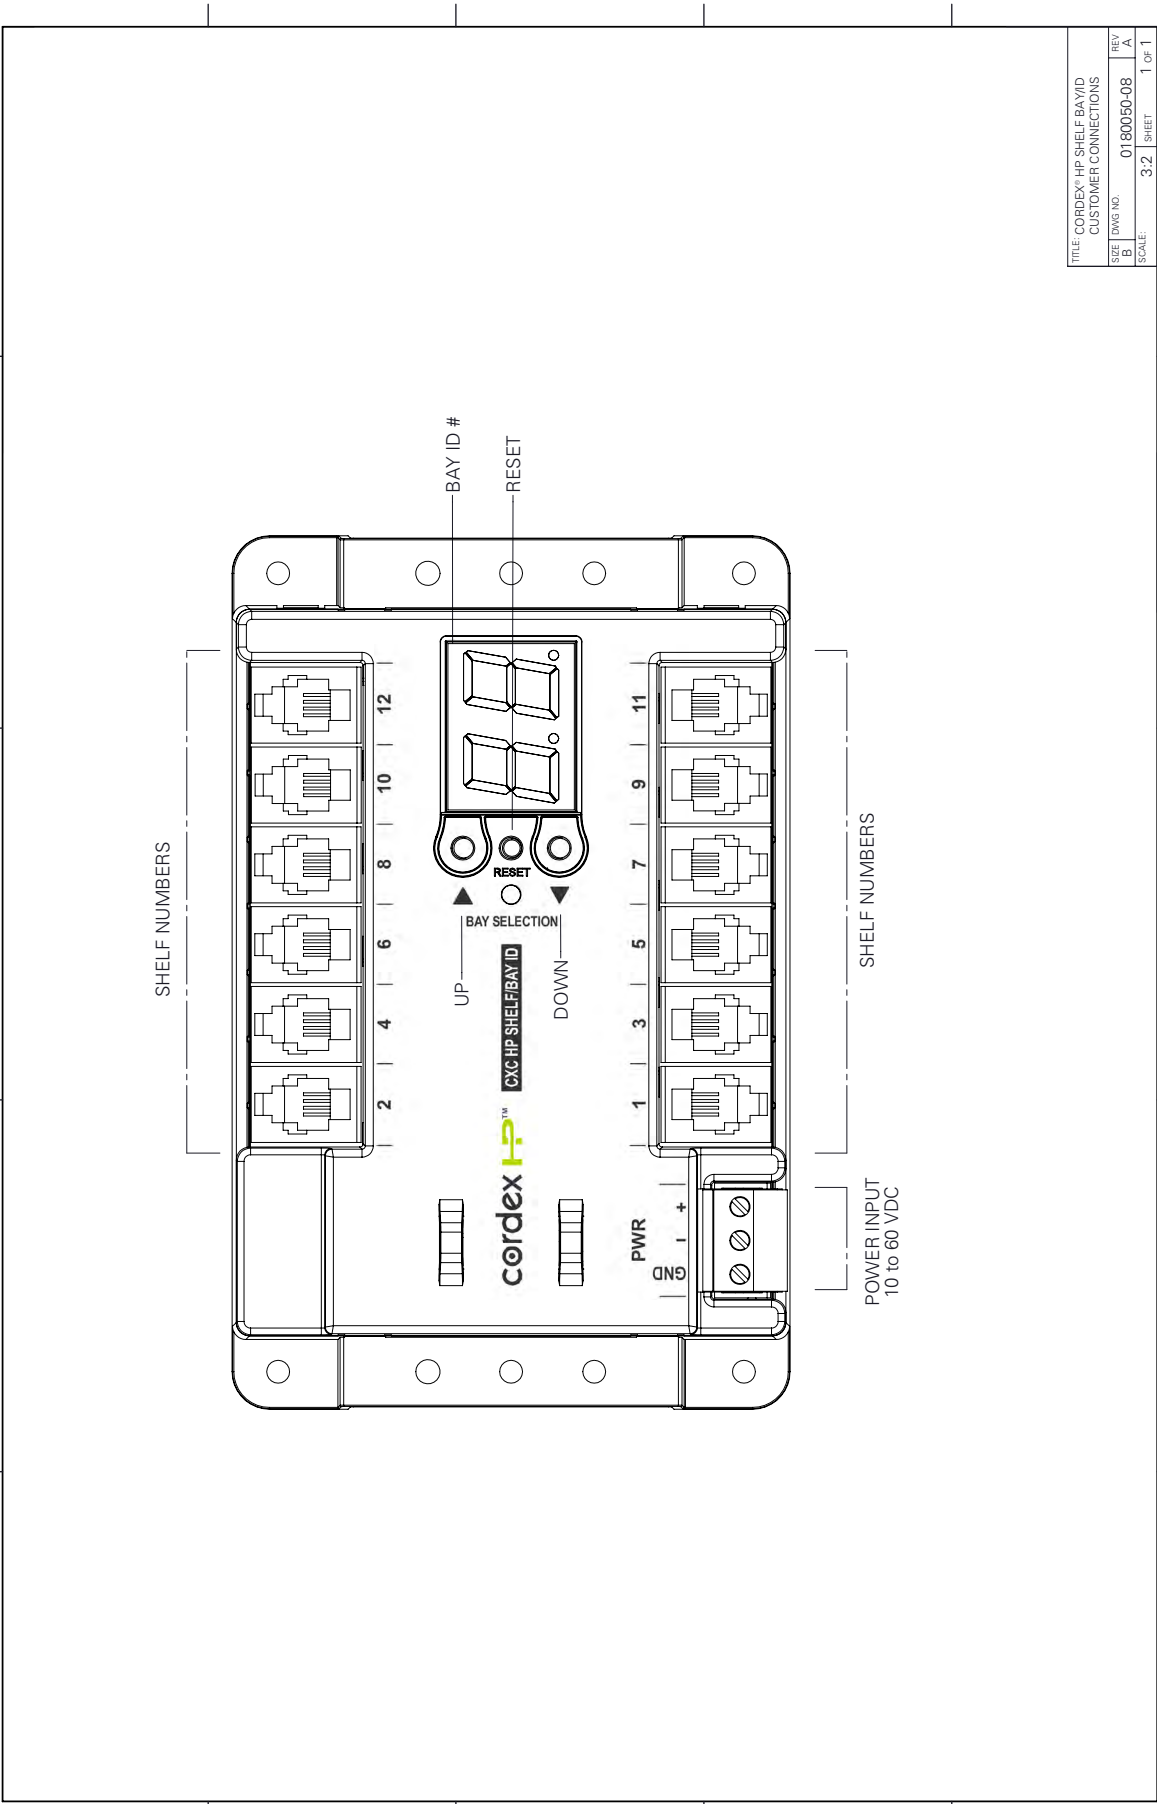 SHELF NUMBERS
2 4 6 8 10 12
UP
BAY SELECTION
RESET
DOWN
BAY ID #
RESET
cordex HP™ CXC HP SHELF/BAY ID
PWR
GND − +
1 3 5 7 9 11
POWER INPUT
10 to 60 VDC
SHELF NUMBERS
TITLE: CORDEX® HP SHELF BAY/ID
CUSTOMER CONNECTIONS
SIZE DWG NO. REV
B 0180050-08 A
SCALE: 3:2 SHEET 1 OF 1